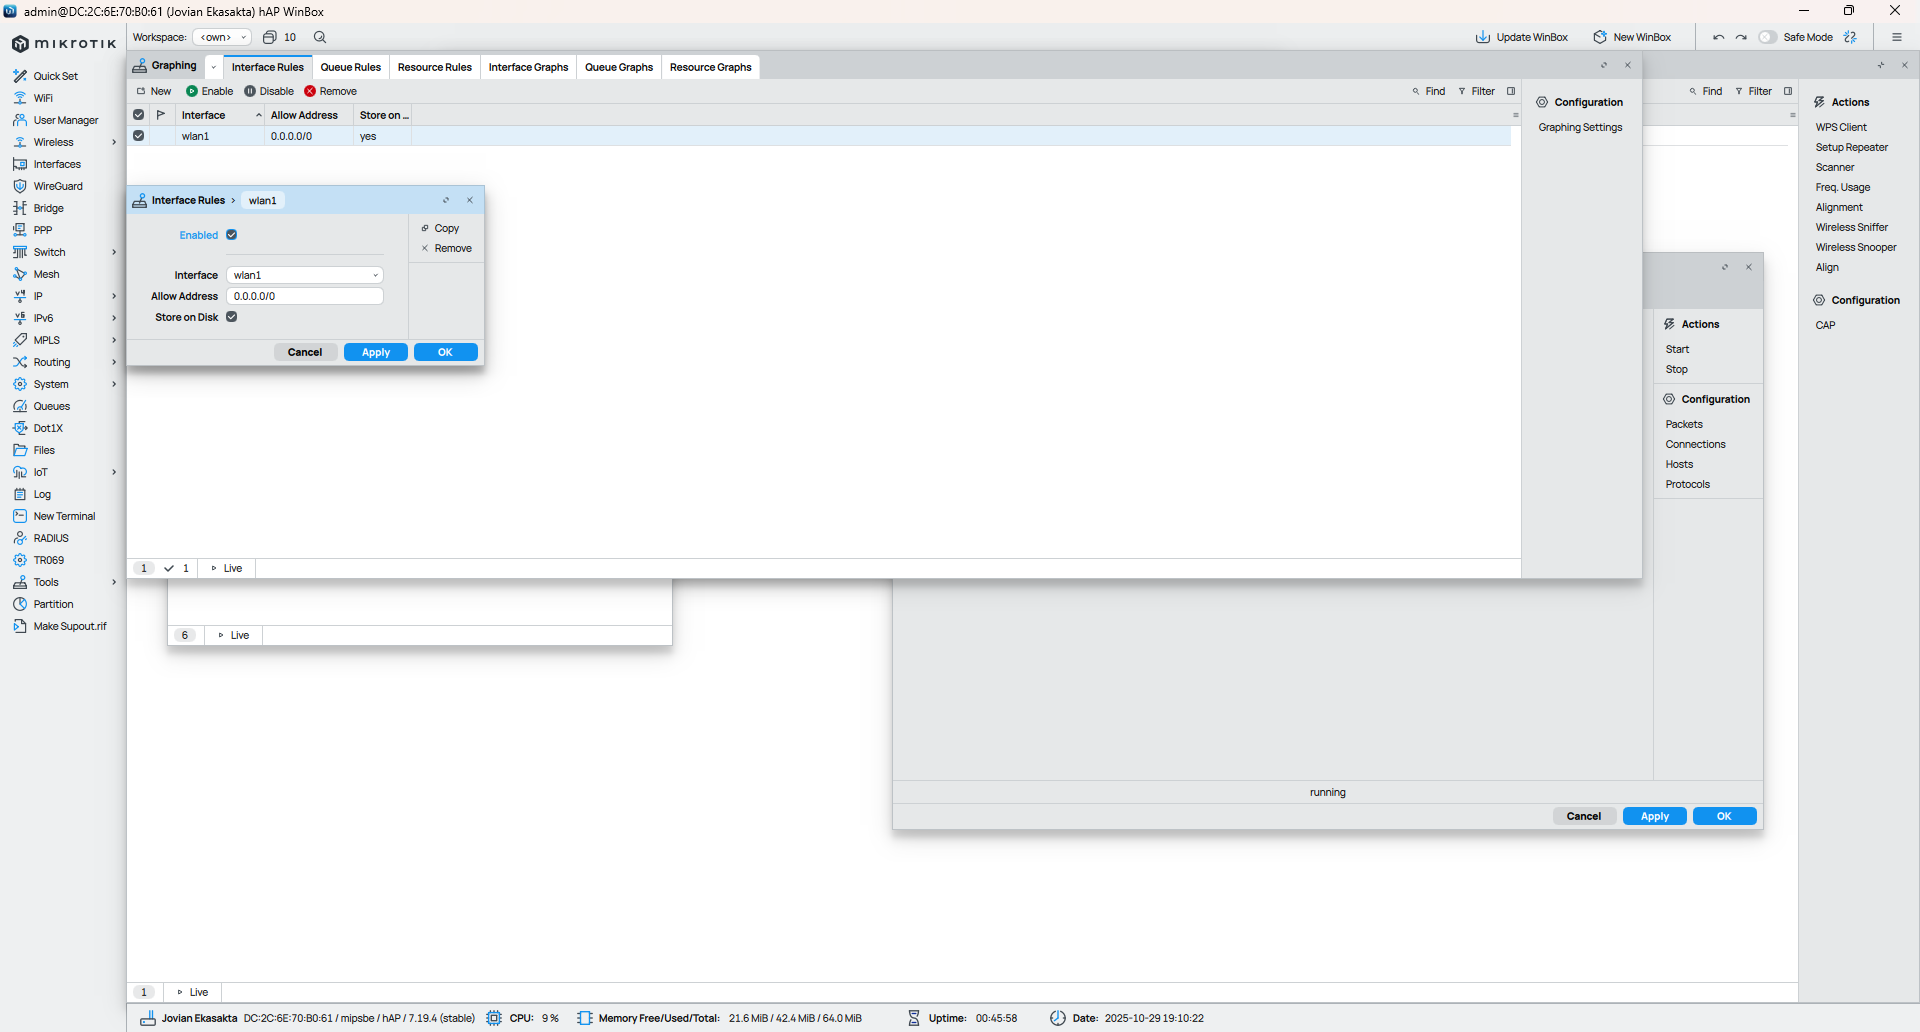 admin@DC:2C:6E:70:B0:61 (Jovian Ekasakta) hAP WinBox
MikroTik
Workspace: <own> 10
Update WinBox New WinBox Safe Mode
Quick Set
WiFi
User Manager
Wireless
Interfaces
WireGuard
Bridge
PPP
Switch
Mesh
IP
IPv6
MPLS
Routing
System
Queues
Dot1X
Files
IoT
Log
New Terminal
RADIUS
TR069
Tools
Partition
Make Supout.rif
Graphing Interface Rules Queue Rules Resource Rules Interface Graphs Queue Graphs Resource Graphs
New Enable Disable Remove Find Filter
Interface Allow Address Store on ...
wlan1 0.0.0.0/0 yes
Configuration
Graphing Settings
Interface Rules > wlan1
Enabled
Interface wlan1
Allow Address 0.0.0.0/0
Store on Disk
Copy
Remove
Cancel Apply OK
1 1 Live
6 Live
Find Filter
Actions
WPS Client
Setup Repeater
Scanner
Freq. Usage
Alignment
Wireless Sniffer
Wireless Snooper
Align
Configuration
CAP
Actions
Start
Stop
Configuration
Packets
Connections
Hosts
Protocols
running
Cancel Apply OK
1 Live
Jovian Ekasakta DC:2C:6E:70:B0:61 / mipsbe / hAP / 7.19.4 (stable) CPU: 9 % Memory Free/Used/Total: 21.6 MiB / 42.4 MiB / 64.0 MiB Uptime: 00:45:58 Date: 2025-10-29 19:10:22